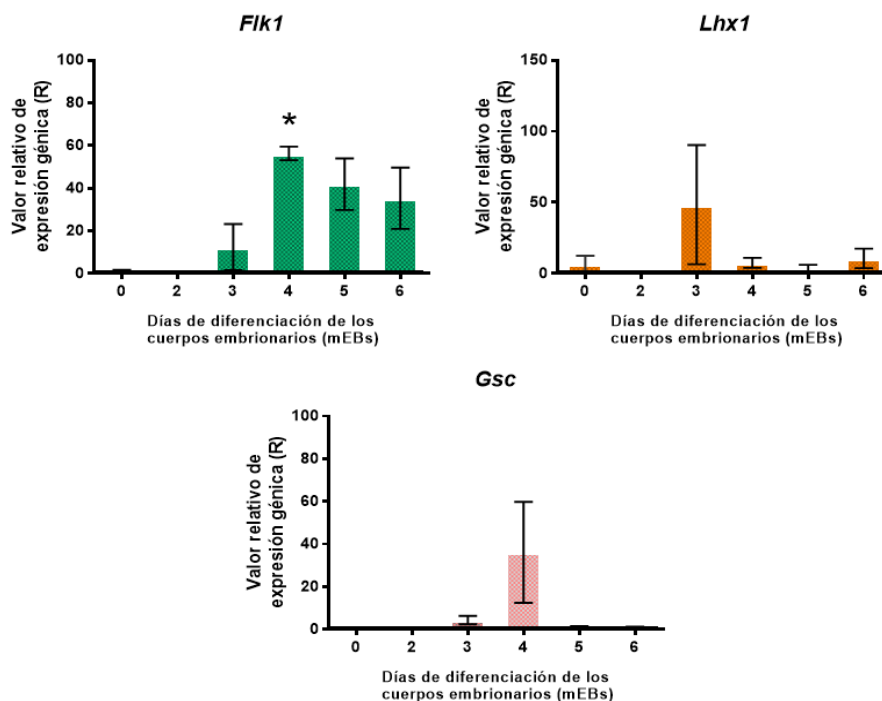 Flk1
Valor relativo de
expresión génica (R)
100
80
60
40
20
0
*
0 2 3 4 5 6
Días de diferenciación de los
cuerpos embrionarios (mEBs)
Lhx1
Valor relativo de
expresión génica (R)
150
100
50
0
0 2 3 4 5 6
Días de diferenciación de los
cuerpos embrionarios (mEBs)
Gsc
Valor relativo de
expresión génica (R)
100
80
60
40
20
0
0 2 3 4 5 6
Días de diferenciación de los
cuerpos embrionarios (mEBs)